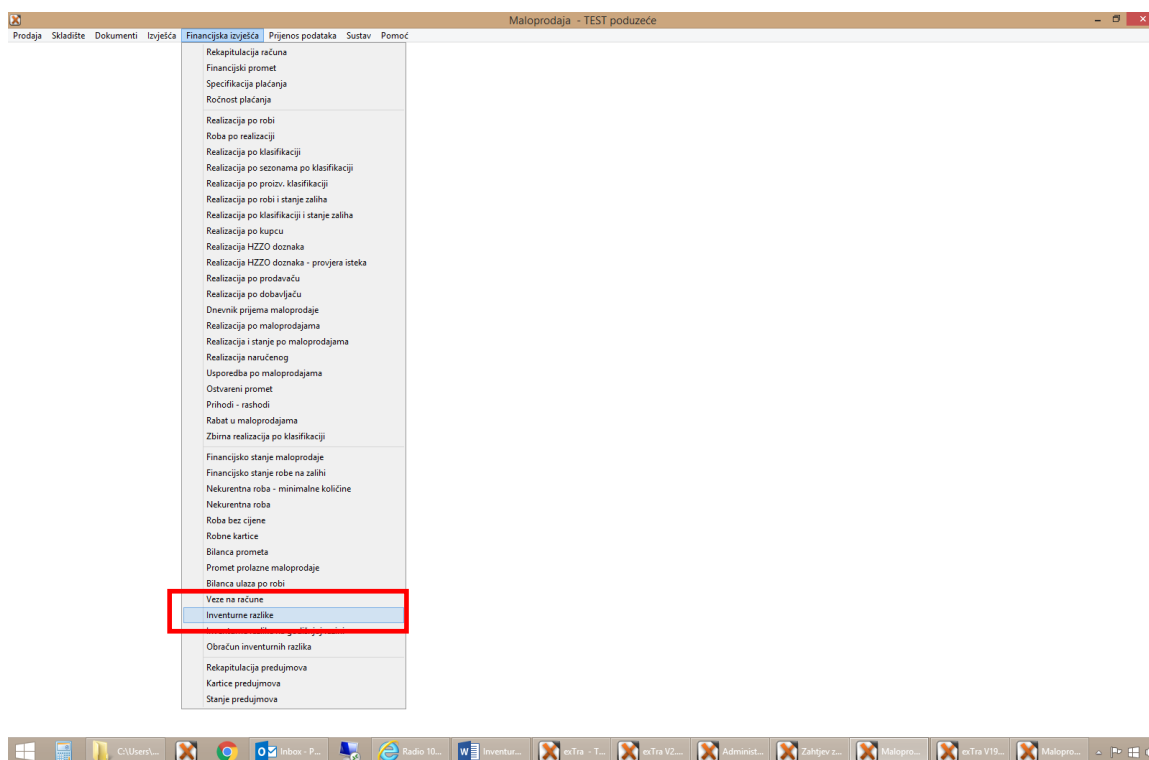 Maloprodaja - TEST poduzeće
Prodaja Skladište Dokumenti Izvješća Financijska izvješća Prijenos podataka Sustav Pomoć
Rekapitulacija računa
Financijski promet
Specifikacija plaćanja
Ročnost plaćanja
Realizacija po robi
Roba po realizaciji
Realizacija po klasifikaciji
Realizacija po sezonama po klasifikaciji
Realizacija po proizv. klasifikaciji
Realizacija po robi i stanje zaliha
Realizacija po klasifikaciji i stanje zaliha
Realizacija po kupcu
Realizacija HZZO doznaka
Realizacija HZZO doznaka - provjera isteka
Realizacija po prodavaču
Realizacija po dobavljaču
Dnevnik prijema maloprodaje
Realizacija po maloprodajama
Realizacija i stanje po maloprodajama
Realizacija naručenog
Usporedba po maloprodajama
Ostvareni promet
Prihodi - rashodi
Rabat u maloprodajama
Zbirna realizacija po klasifikaciji
Financijsko stanje maloprodaje
Financijsko stanje robe na zalihi
Nekurentna roba - minimalne količine
Nekurentna roba
Roba bez cijene
Robne kartice
Bilanca prometa
Promet prolazne maloprodaje
Bilanca ulaza po robi
Veze na račune
Inventurne razlike
Obračun inventurnih razlika
Rekapitulacija predujmova
Kartice predujmova
Stanje predujmova
C:\Users\... Inbox - P... Radio 10... Inventur... exTra - T... exTra V2.... Administ... Zahtjev z... Malopro... exTra V19... Malopro...